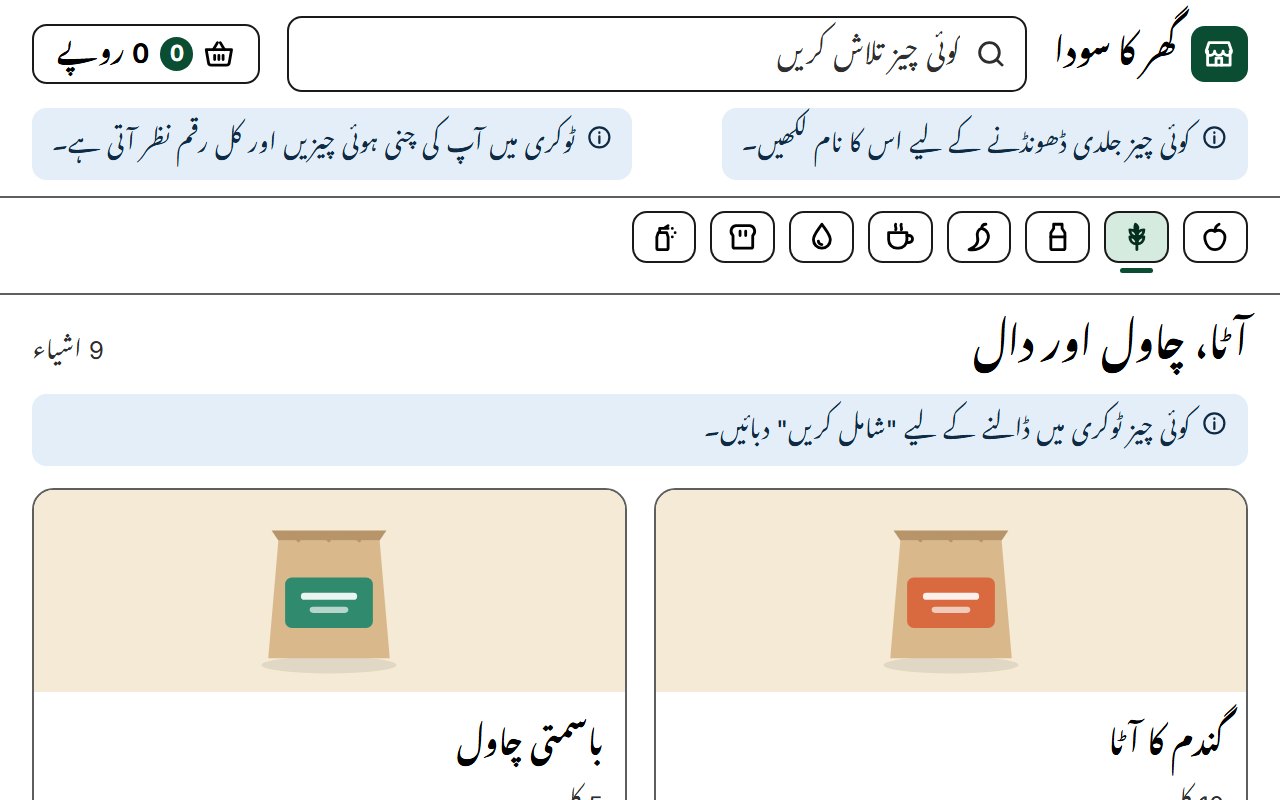 گھر کا سودا
کوئی چیز تلاش کریں
0 0 روپے
کوئی چیز جلدی ڈھونڈنے کے لیے اس کا نام لکھیں۔
ٹوکری میں آپ کی چنی ہوئی چیزیں اور کل رقم نظر آتی ہے۔
آٹا، چاول اور دال
9 اشیاء
کوئی چیز ٹوکری میں ڈالنے کے لیے "شامل کریں" دبائیں۔
گندم کا آٹا
باسمتی چاول